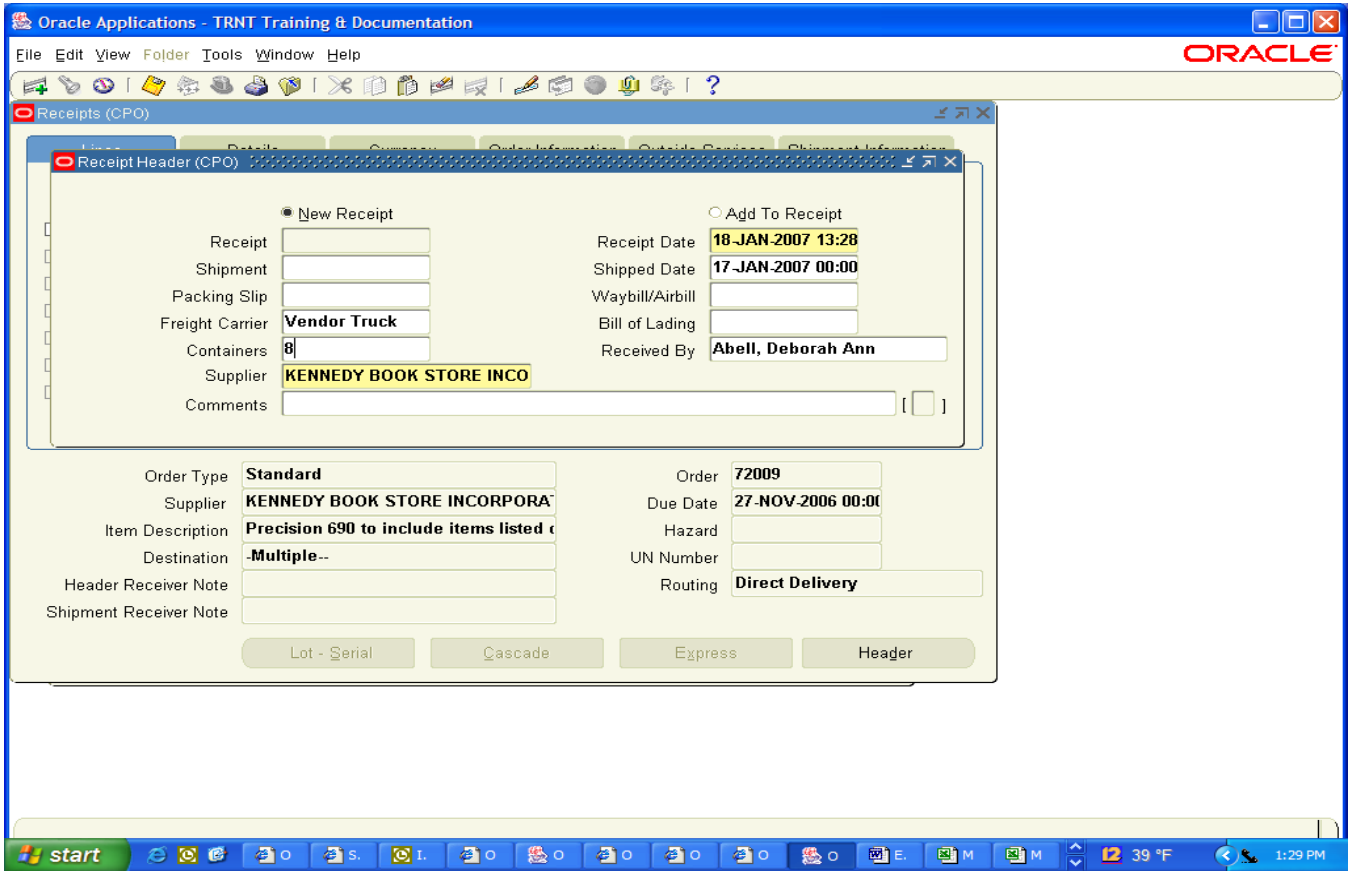 Oracle Applications - TRNT Training & Documentation
File Edit View Folder Tools Window Help
ORACLE
Receipts (CPO)
Receipt Header (CPO)
New Receipt Add To Receipt
Receipt Receipt Date 18-JAN-2007 13:28
Shipment Shipped Date 17-JAN-2007 00:00
Packing Slip Waybill/Airbill
Freight Carrier Vendor Truck Bill of Lading
Containers 8 Received By Abell, Deborah Ann
Supplier KENNEDY BOOK STORE INCO
Comments [ ]
Order Type Standard Order 72009
Supplier KENNEDY BOOK STORE INCORPORA Due Date 27-NOV-2006 00:00
Item Description Precision 690 to include items listed Hazard
Destination -Multiple-- UN Number
Header Receiver Note Routing Direct Delivery
Shipment Receiver Note
Lot - Serial Cascade Express Header
start O S. I. O O O O O O E. M M 12 39 °F 1:29 PM